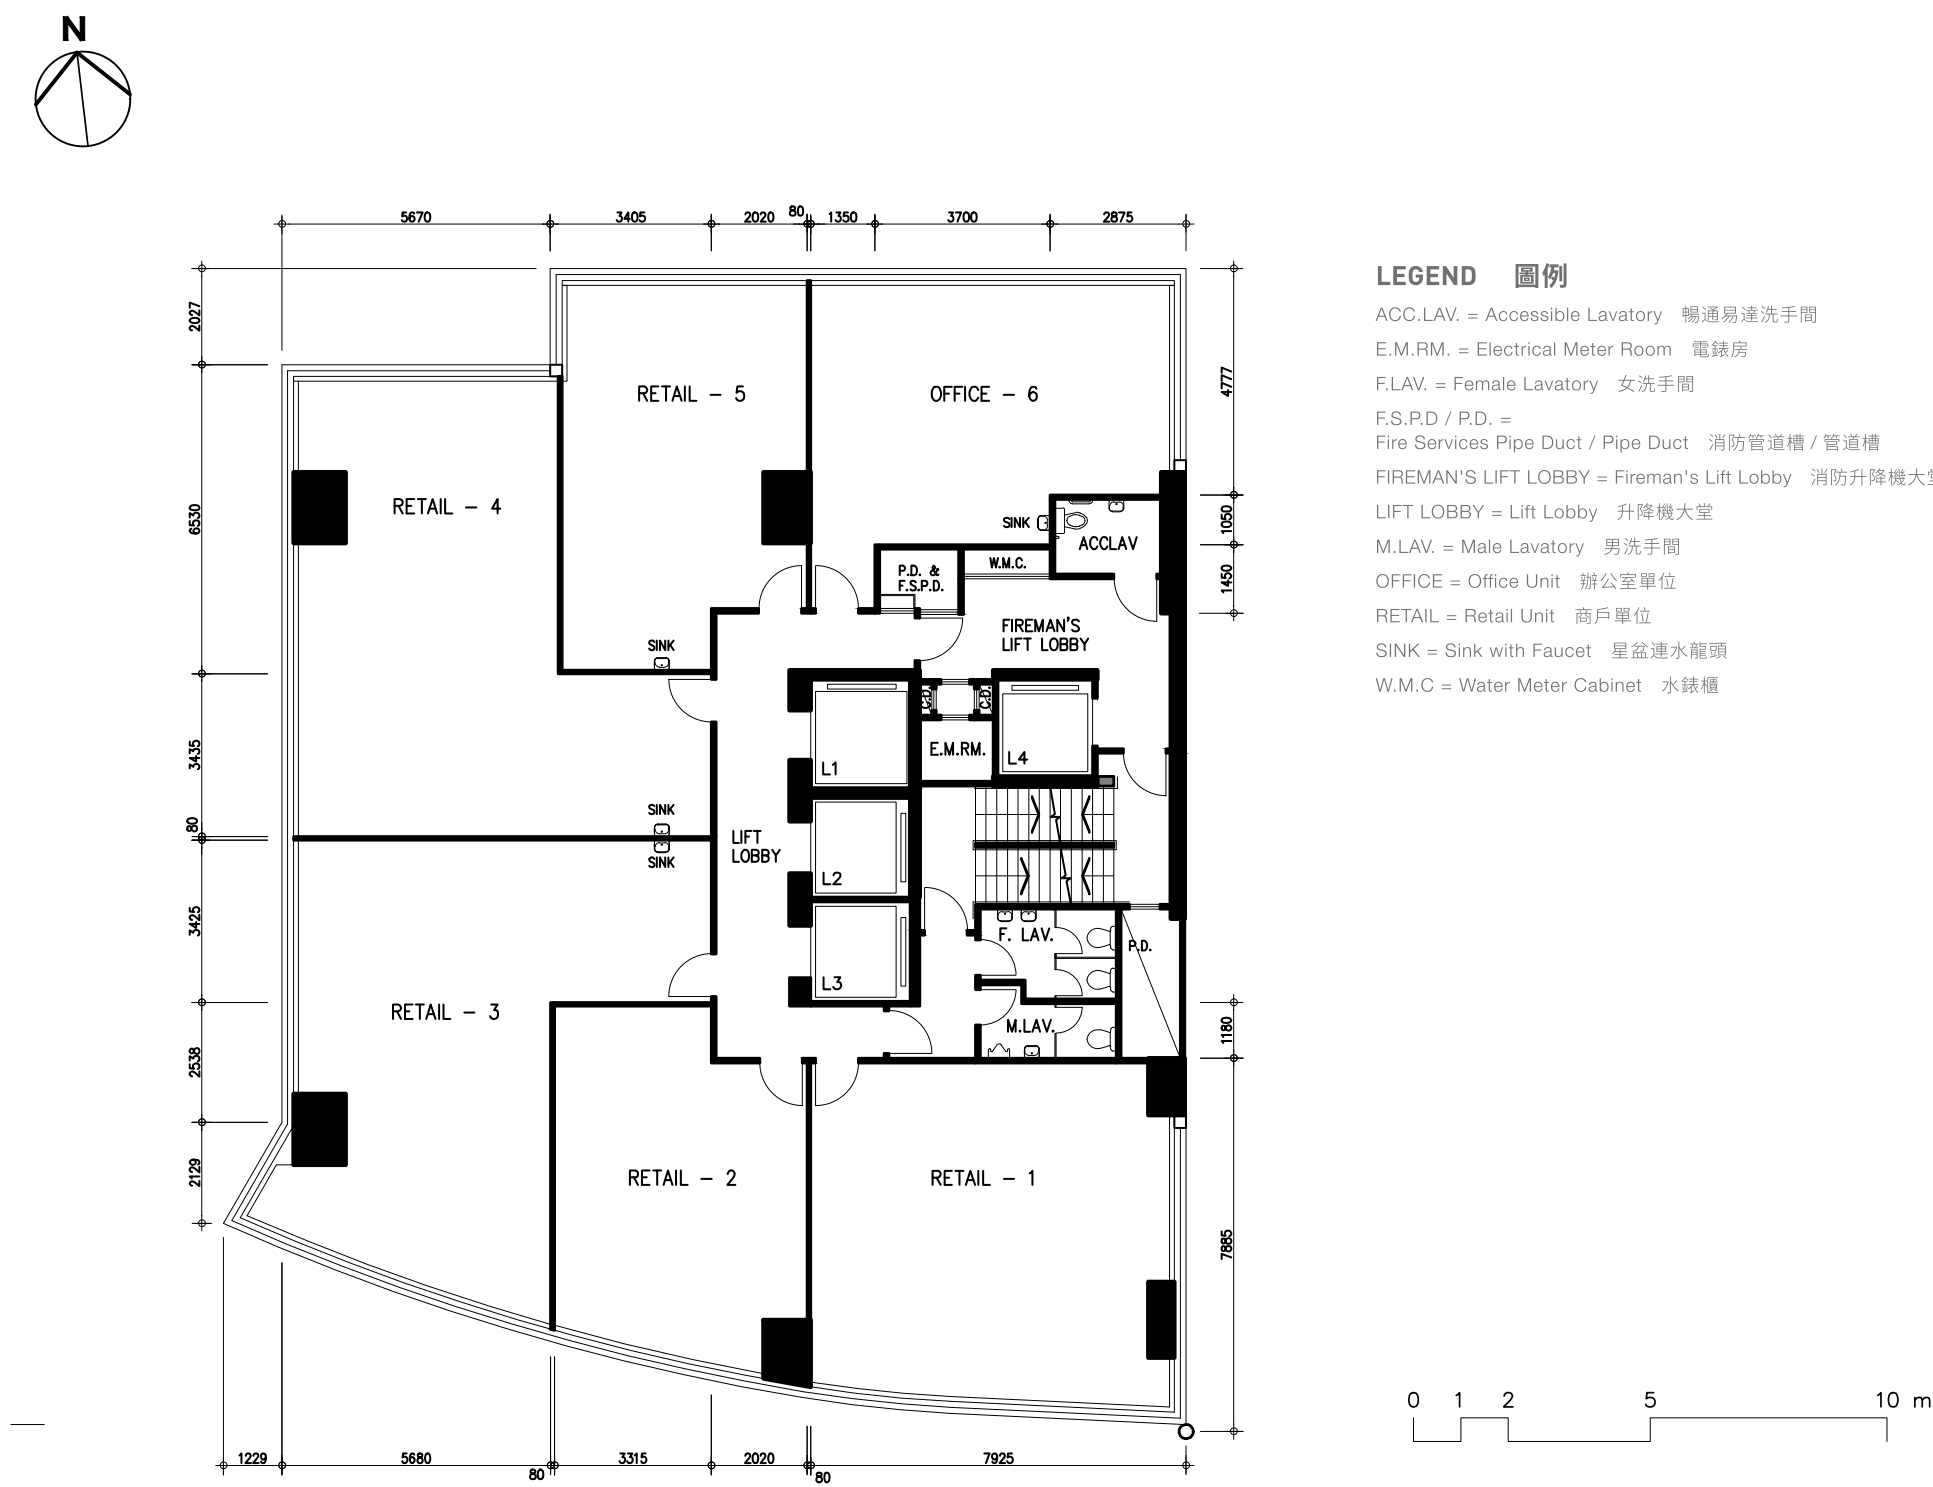 N
5670
3405
2020
80
1350
3700
2875
2027
6530
3435
80
3425
2538
2129
4777
1050
1450
1180
7885
RETAIL - 5
OFFICE - 6
RETAIL - 4
SINK
ACCLAV
P.D. &
F.S.P.D.
W.M.C.
FIREMAN'S
LIFT LOBBY
SINK
C.D.
C.D.
E.M.RM.
L4
L1
SINK
SINK
LIFT
LOBBY
L2
L3
F. LAV.
P.D.
M.LAV.
RETAIL - 3
RETAIL - 2
RETAIL - 1
1229
5680
80
3315
2020
80
7925
LEGEND 圖例
ACC.LAV. = Accessible Lavatory 暢通易達洗手間
E.M.RM. = Electrical Meter Room 電錶房
F.LAV. = Female Lavatory 女洗手間
F.S.P.D / P.D. =
Fire Services Pipe Duct / Pipe Duct 消防管道槽 / 管道槽
FIREMAN'S LIFT LOBBY = Fireman's Lift Lobby 消防升降機大堂
LIFT LOBBY = Lift Lobby 升降機大堂
M.LAV. = Male Lavatory 男洗手間
OFFICE = Office Unit 辦公室單位
RETAIL = Retail Unit 商戶單位
SINK = Sink with Faucet 星盆連水龍頭
W.M.C = Water Meter Cabinet 水錶櫃
0 1 2 5 10 m